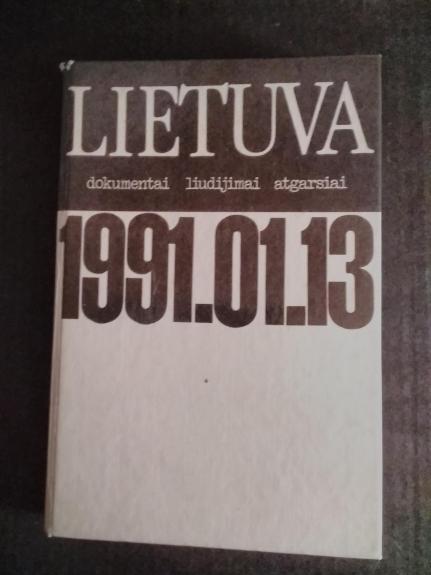 LIETUVA
dokumentai liudijimai atgarsiai
1991.01.13